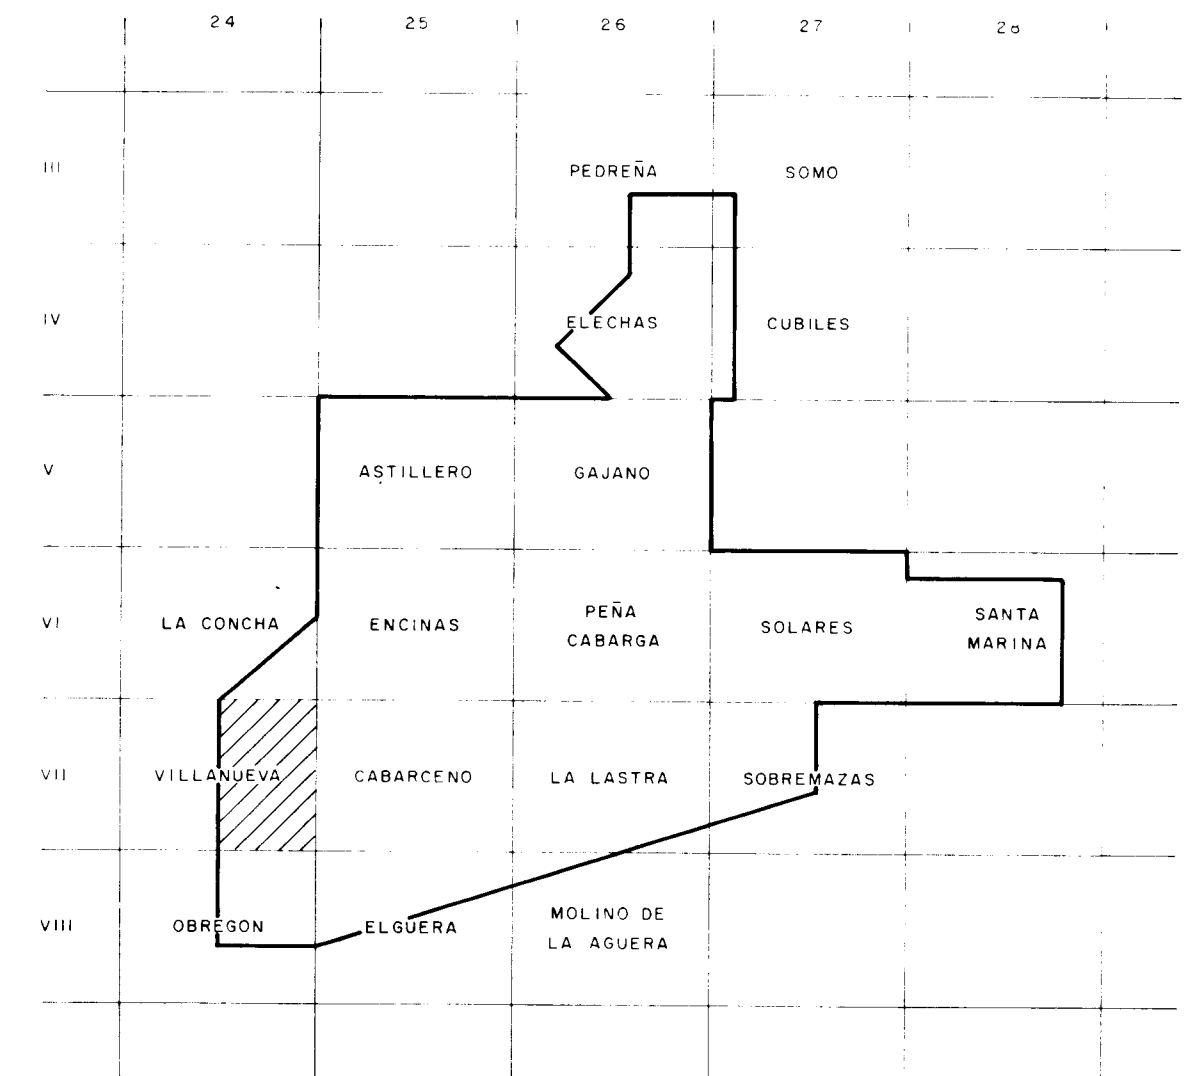 24 25 26 27 28
III PEDREÑA SOMO
IV ELECHAS CUBILES
V ASTILLERO GAJANO
VI LA CONCHA ENCINAS PEÑA CABARGA SOLARES SANTA MARINA
VII VILLANUEVA CABARCENO LA LASTRA SOBREMAZAS
VIII OBREGON ELGUERA MOLINO DE LA AGUERA